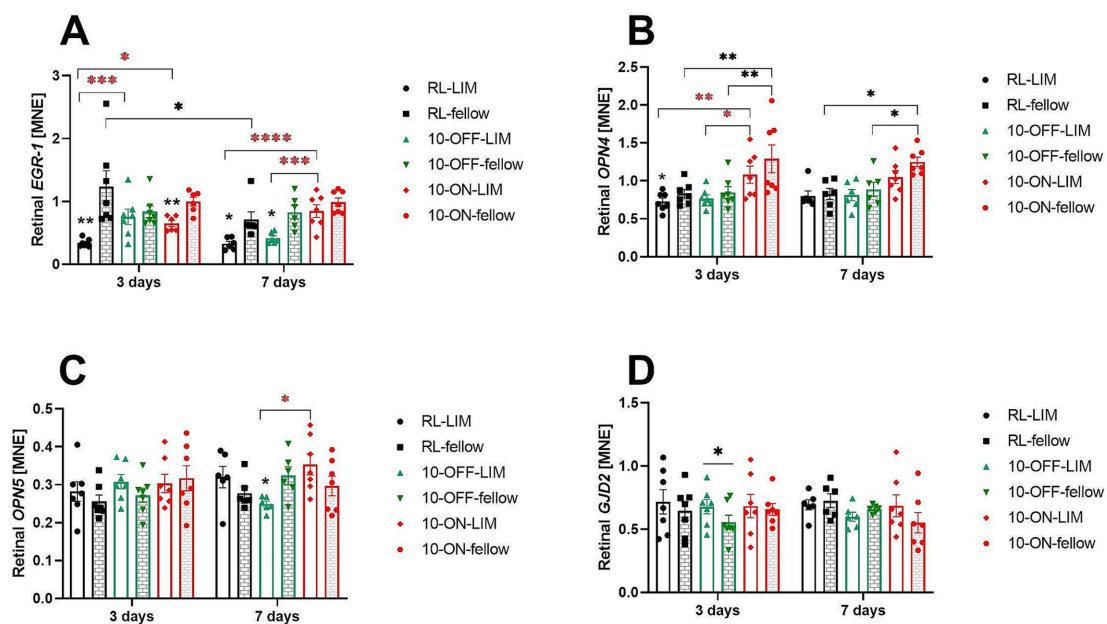 A
Retinal EGR-1 [MNE]
3
2
1
0
*
***
*
****
***
**
**
*
*
3 days
7 days
RL-LIM
RL-fellow
10-OFF-LIM
10-OFF-fellow
10-ON-LIM
10-ON-fellow
B
Retinal OPN4 [MNE]
2.5
2.0
1.5
1.0
0.5
0.0
**
**
**
*
*
*
*
3 days
7 days
RL-LIM
RL-fellow
10-OFF-LIM
10-OFF-fellow
10-ON-LIM
10-ON-fellow
C
Retinal OPN5 [MNE]
0.5
0.4
0.3
0.2
0.1
0.0
*
*
3 days
7 days
RL-LIM
RL-fellow
10-OFF-LIM
10-OFF-fellow
10-ON-LIM
10-ON-fellow
D
Retinal GJD2 [MNE]
1.5
1.0
0.5
0.0
*
3 days
7 days
RL-LIM
RL-fellow
10-OFF-LIM
10-OFF-fellow
10-ON-LIM
10-ON-fellow